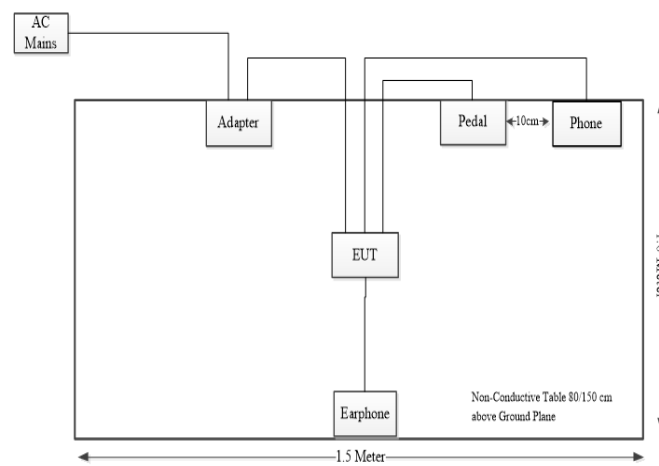 AC
Mains
Adapter
Pedal
10cm
Phone
EUT
Earphone
Non-Conductive Table 80/150 cm
above Ground Plane
1.5 Meter